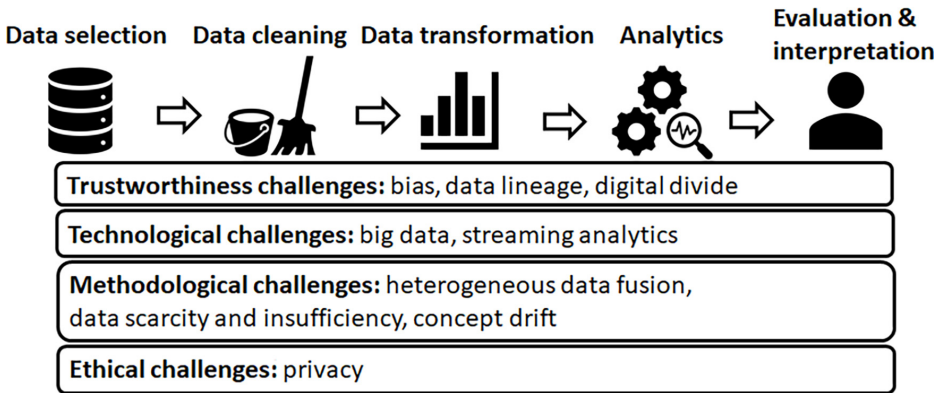 Data selection
Data cleaning
Data transformation
Analytics
Evaluation &
interpretation
Trustworthiness challenges: bias, data lineage, digital divide
Technological challenges: big data, streaming analytics
Methodological challenges: heterogeneous data fusion,
data scarcity and insufficiency, concept drift
Ethical challenges: privacy